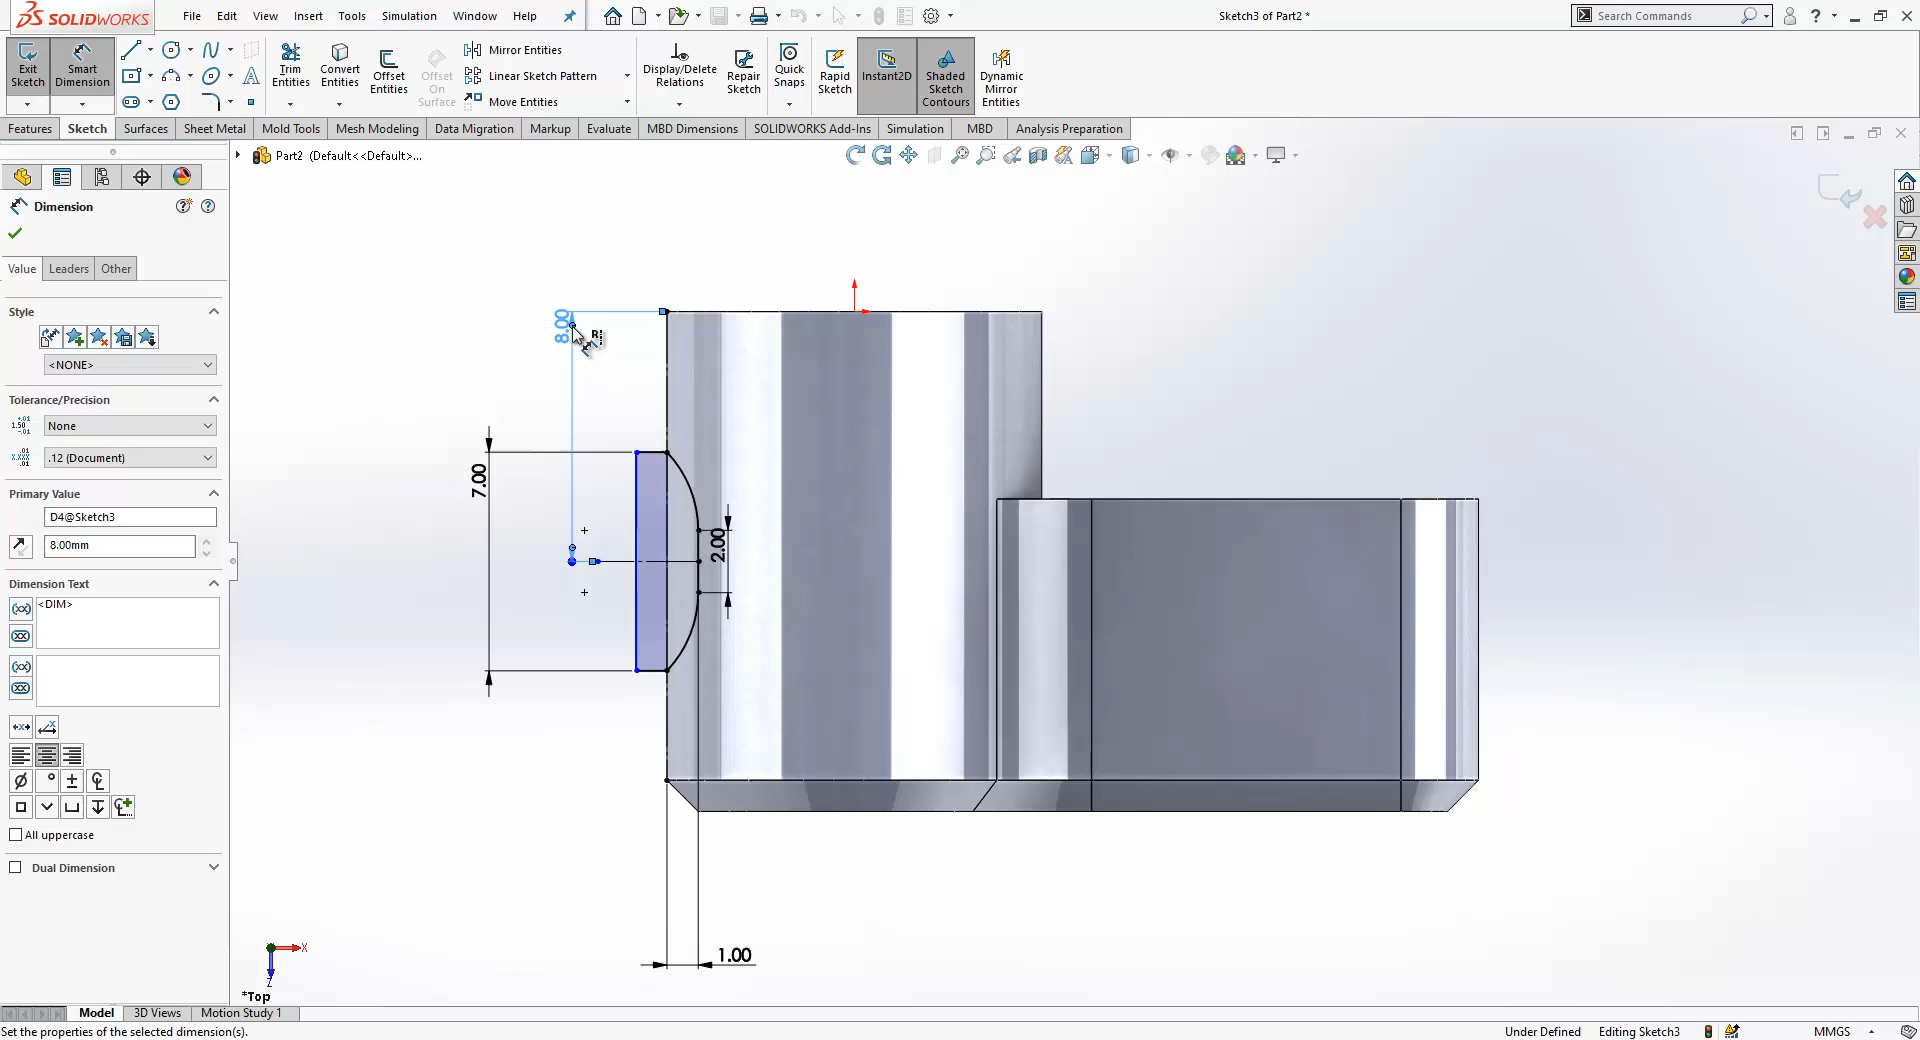 SOLIDWORKS
File Edit View Insert Tools Simulation Window Help
Sketch3 of Part2 *
Search Commands
Exit Sketch
Smart Dimension
Trim Entities
Convert Entities
Offset Entities
Offset On Surface
Mirror Entities
Linear Sketch Pattern
Move Entities
Display/Delete Relations
Repair Sketch
Quick Snaps
Rapid Sketch
Instant2D
Shaded Sketch Contours
Dynamic Mirror Entities
Features Sketch Surfaces Sheet Metal Mold Tools Mesh Modeling Data Migration Markup Evaluate MBD Dimensions SOLIDWORKS Add-Ins Simulation MBD Analysis Preparation
Part2 (Default<<Default>...
Dimension
Value Leaders Other
Style
<NONE>
Tolerance/Precision
None
.12 (Document)
Primary Value
D4@Sketch3
8.00mm
Dimension Text
<DIM>
All uppercase
Dual Dimension
8.00
7.00
2.00
1.00
X
Z
*Top
Model 3D Views Motion Study 1
Set the properties of the selected dimension(s).
Under Defined Editing Sketch3 MMGS